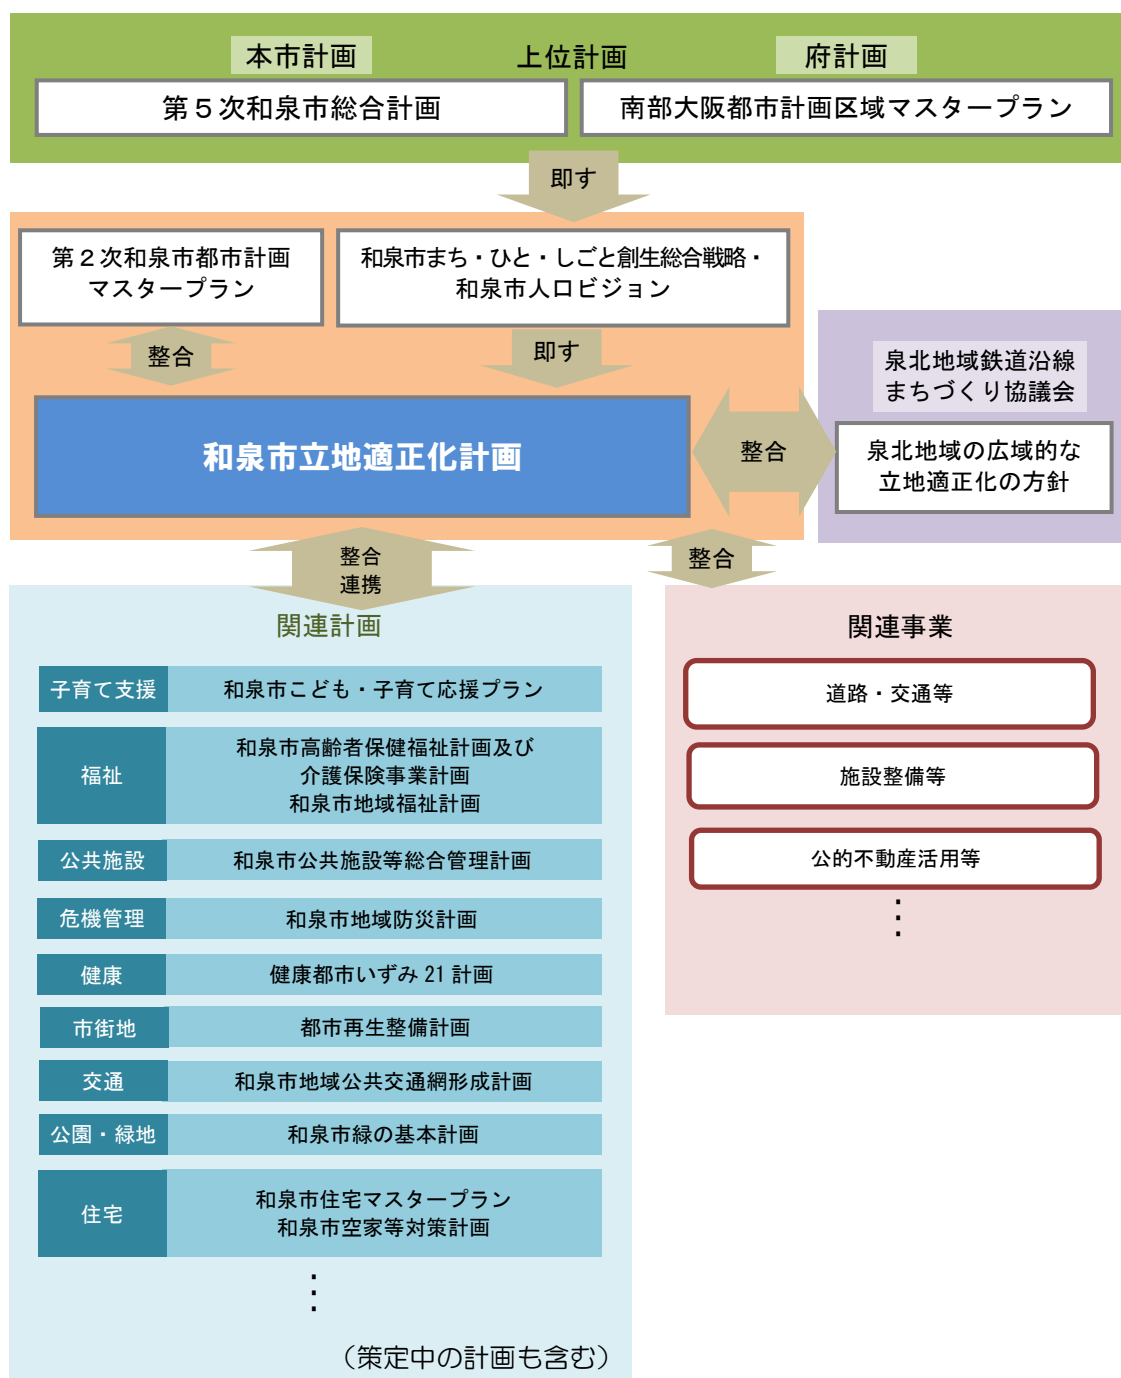 本市計画
上位計画
府計画
第５次和泉市総合計画
南部大阪都市計画区域マスタープラン
即す
第２次和泉市都市計画
マスタープラン
和泉市まち・ひと・しごと創生総合戦略・
和泉市人口ビジョン
整合
即す
泉北地域鉄道沿線
まちづくり協議会
和泉市立地適正化計画
整合
泉北地域の広域的な
立地適正化の方針
整合
連携
整合
関連計画
子育て支援
和泉市こども・子育て応援プラン
福祉
和泉市高齢者保健福祉計画及び
介護保険事業計画
和泉市地域福祉計画
公共施設
和泉市公共施設等総合管理計画
危機管理
和泉市地域防災計画
健康
健康都市いずみ 21 計画
市街地
都市再生整備計画
交通
和泉市地域公共交通網形成計画
公園・緑地
和泉市緑の基本計画
住宅
和泉市住宅マスタープラン
和泉市空家等対策計画
⋮
（策定中の計画も含む）
関連事業
道路・交通等
施設整備等
公的不動産活用等
⋮